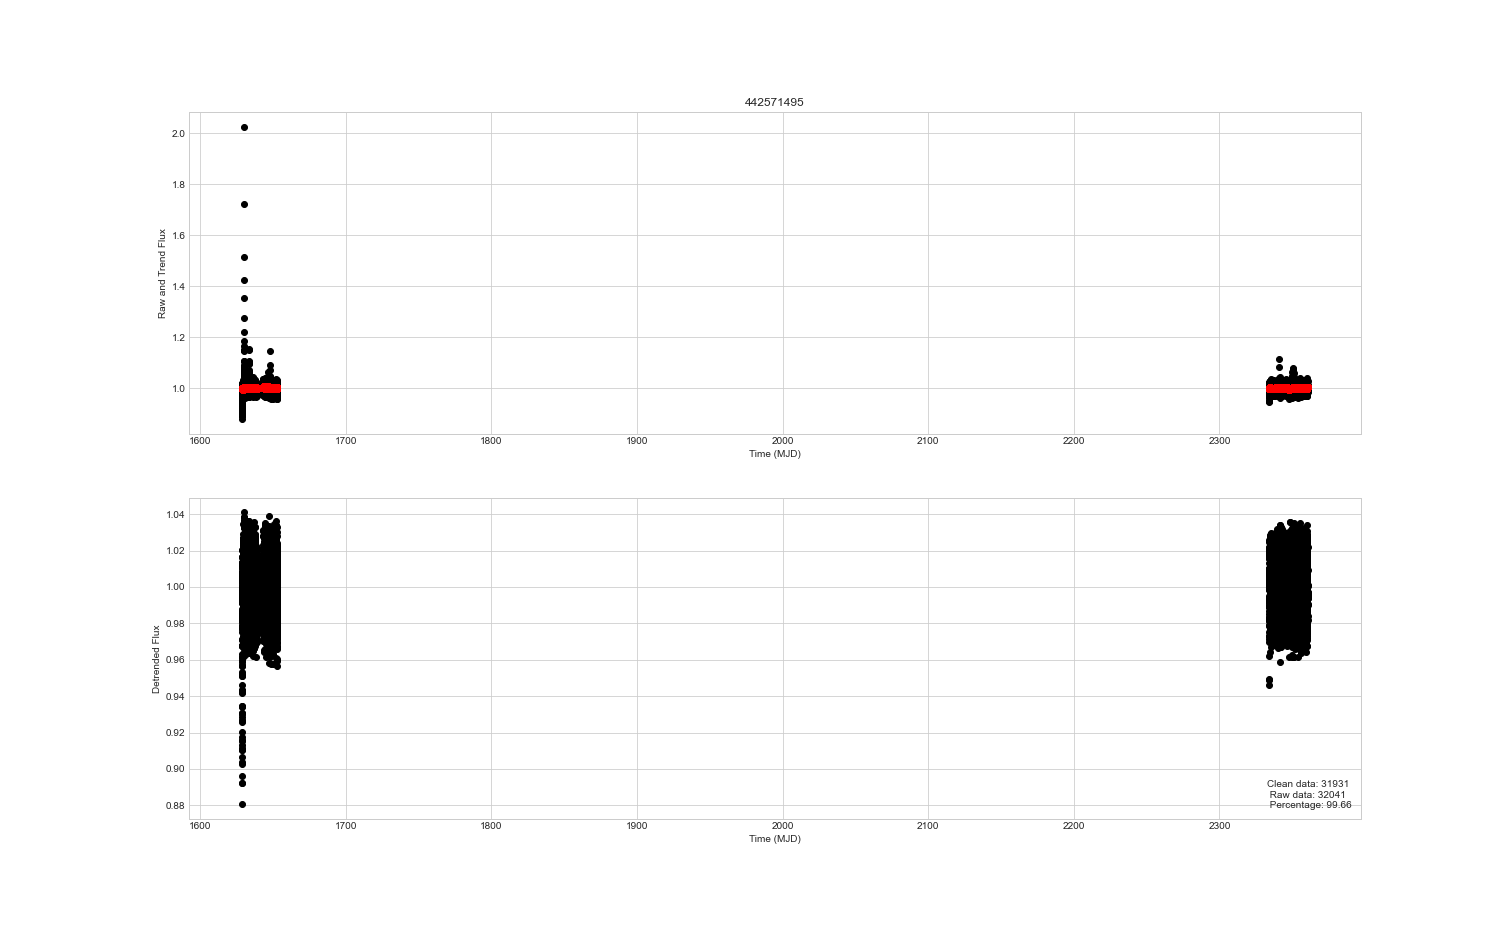 442571495
2.0
1.8
1.6
1.4
1.2
1.0
Raw and Trend Flux
1600 1700 1800 1900 2000 2100 2200 2300
Time (MJD)
1.04
1.02
1.00
0.98
0.96
0.94
0.92
0.90
0.88
Detrended Flux
Clean data: 31931
Raw data: 32041
Percentage: 99.66
1600 1700 1800 1900 2000 2100 2200 2300
Time (MJD)